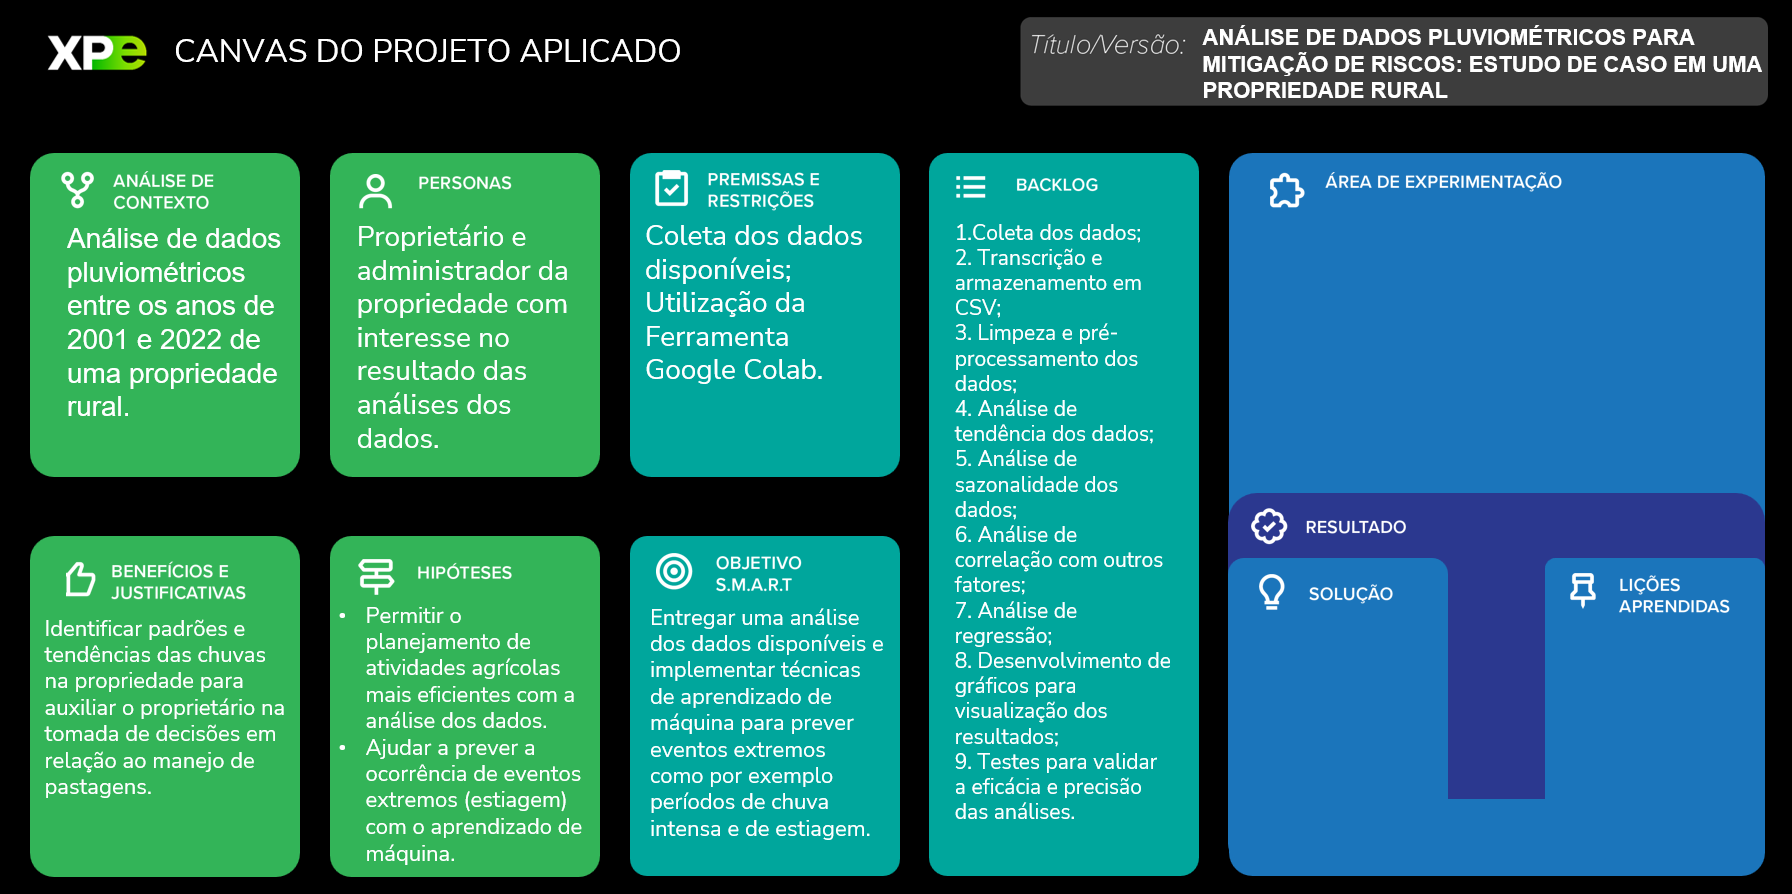 XPe
CANVAS DO PROJETO APLICADO
Título/Versão:
ANÁLISE DE DADOS PLUVIOMÉTRICOS PARA
MITIGAÇÃO DE RISCOS: ESTUDO DE CASO EM UMA
PROPRIEDADE RURAL
ANÁLISE DE
CONTEXTO
Análise de dados
pluviométricos
entre os anos de
2001 e 2022 de
uma propriedade
rural.
PERSONAS
Proprietário e
administrador da
propriedade com
interesse no
resultado das
análises dos
dados.
PREMISSAS E
RESTRIÇÕES
Coleta dos dados
disponíveis;
Utilização da
Ferramenta
Google Colab.
BACKLOG
1.Coleta dos dados;
2. Transcrição e
armazenamento em
CSV;
3. Limpeza e pré-
processamento dos
dados;
4. Análise de
tendência dos dados;
5. Análise de
sazonalidade dos
dados;
6. Análise de
correlação com outros
fatores;
7. Análise de
regressão;
8. Desenvolvimento de
gráficos para
visualização dos
resultados;
9. Testes para validar
a eficácia e precisão
das análises.
ÁREA DE EXPERIMENTAÇÃO
BENEFÍCIOS E
JUSTIFICATIVAS
Identificar padrões e
tendências das chuvas
na propriedade para
auxiliar o proprietário na
tomada de decisões em
relação ao manejo de
pastagens.
HIPÓTESES
• Permitir o
planejamento de
atividades agrícolas
mais eficientes com a
análise dos dados.
• Ajudar a prever a
ocorrência de eventos
extremos (estiagem)
com o aprendizado de
máquina.
OBJETIVO
S.M.A.R.T
Entregar uma análise
dos dados disponíveis e
implementar técnicas
de aprendizado de
máquina para prever
eventos extremos
como por exemplo
períodos de chuva
intensa e de estiagem.
RESULTADO
SOLUÇÃO
LIÇÕES
APRENDIDAS